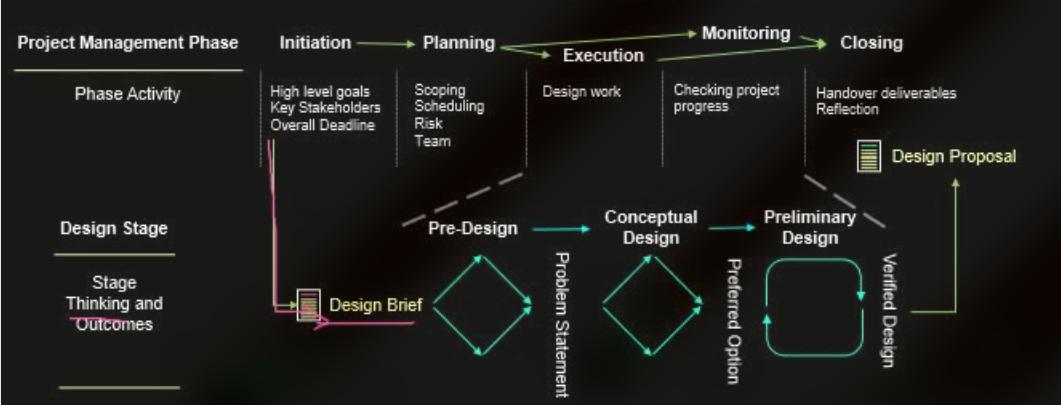 Project Management Phase
Initiation
Planning
Execution
Monitoring
Closing
Phase Activity
High level goals
Key Stakeholders
Overall Deadline
Scoping
Scheduling
Risk
Team
Design work
Checking project
progress
Handover deliverables
Reflection
Design Proposal
Design Stage
Pre-Design
Conceptual
Design
Preliminary
Design
Stage
Thinking and
Outcomes
Design Brief
Problem Statement
Preferred Option
Verified Design